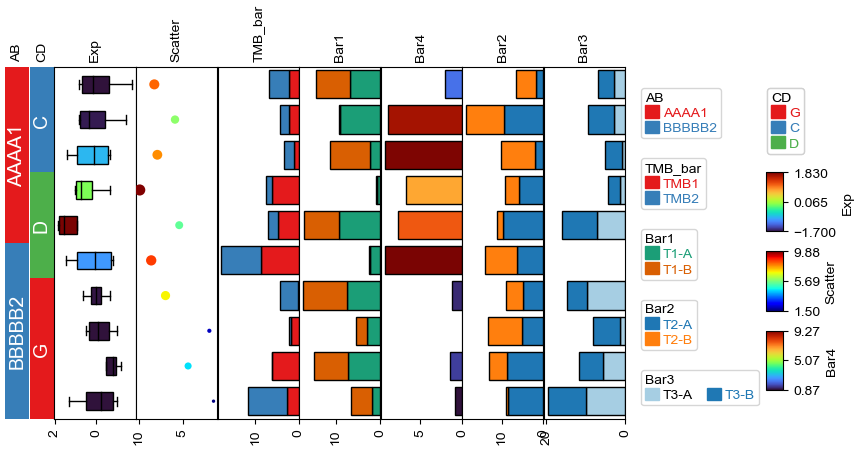 AB
CD
Exp
Scatter
TMB_bar
Bar1
Bar4
Bar2
Bar3
AAAA1
BBBBB2
C
D
G
2
0
10
5
10
0
10
0
5
0
10
0
20
0
AB
AAAA1
BBBBB2
TMB_bar
TMB1
TMB2
Bar1
T1-A
T1-B
Bar2
T2-A
T2-B
Bar3
T3-A T3-B
CD
G
C
D
1.830
0.065
−1.700
Exp
9.88
5.69
1.50
Scatter
9.27
5.07
0.87
Bar4